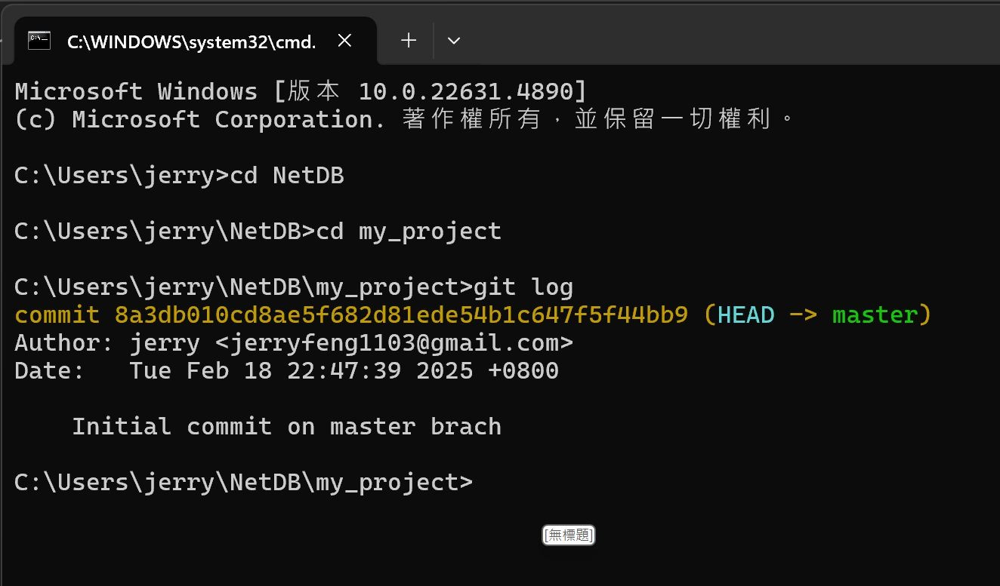 C:\WINDOWS\system32\cmd.
Microsoft Windows [版本 10.0.22631.4890]
(c) Microsoft Corporation. 著作權所有，並保留一切權利。
C:\Users\jerry>cd NetDB
C:\Users\jerry\NetDB>cd my_project
C:\Users\jerry\NetDB\my_project>git log
commit 8a3db010cd8ae5f682d81ede54b1c647f5f44bb9 (HEAD -> master)
Author: jerry <jerryfeng1103@gmail.com>
Date:   Tue Feb 18 22:47:39 2025 +0800
    Initial commit on master brach
C:\Users\jerry\NetDB\my_project>
[無標題]